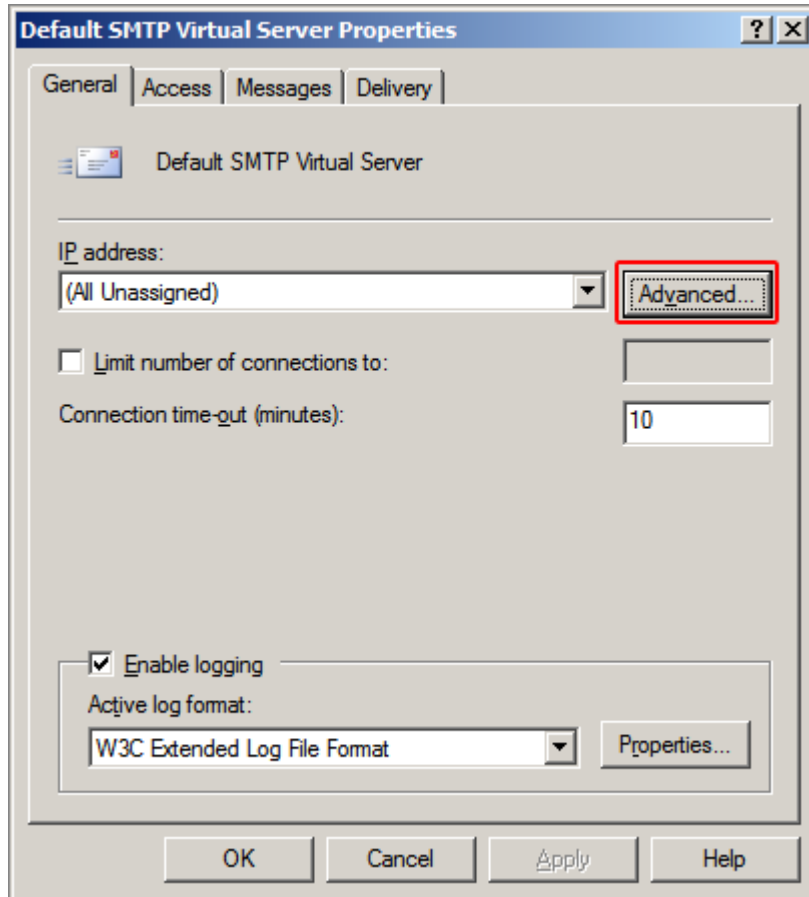 Default SMTP Virtual Server Properties
General Access Messages Delivery
Default SMTP Virtual Server
IP address:
(All Unassigned) Advanced...
Limit number of connections to:
Connection time-out (minutes): 10
Enable logging
Active log format:
W3C Extended Log File Format Properties...
OK Cancel Apply Help